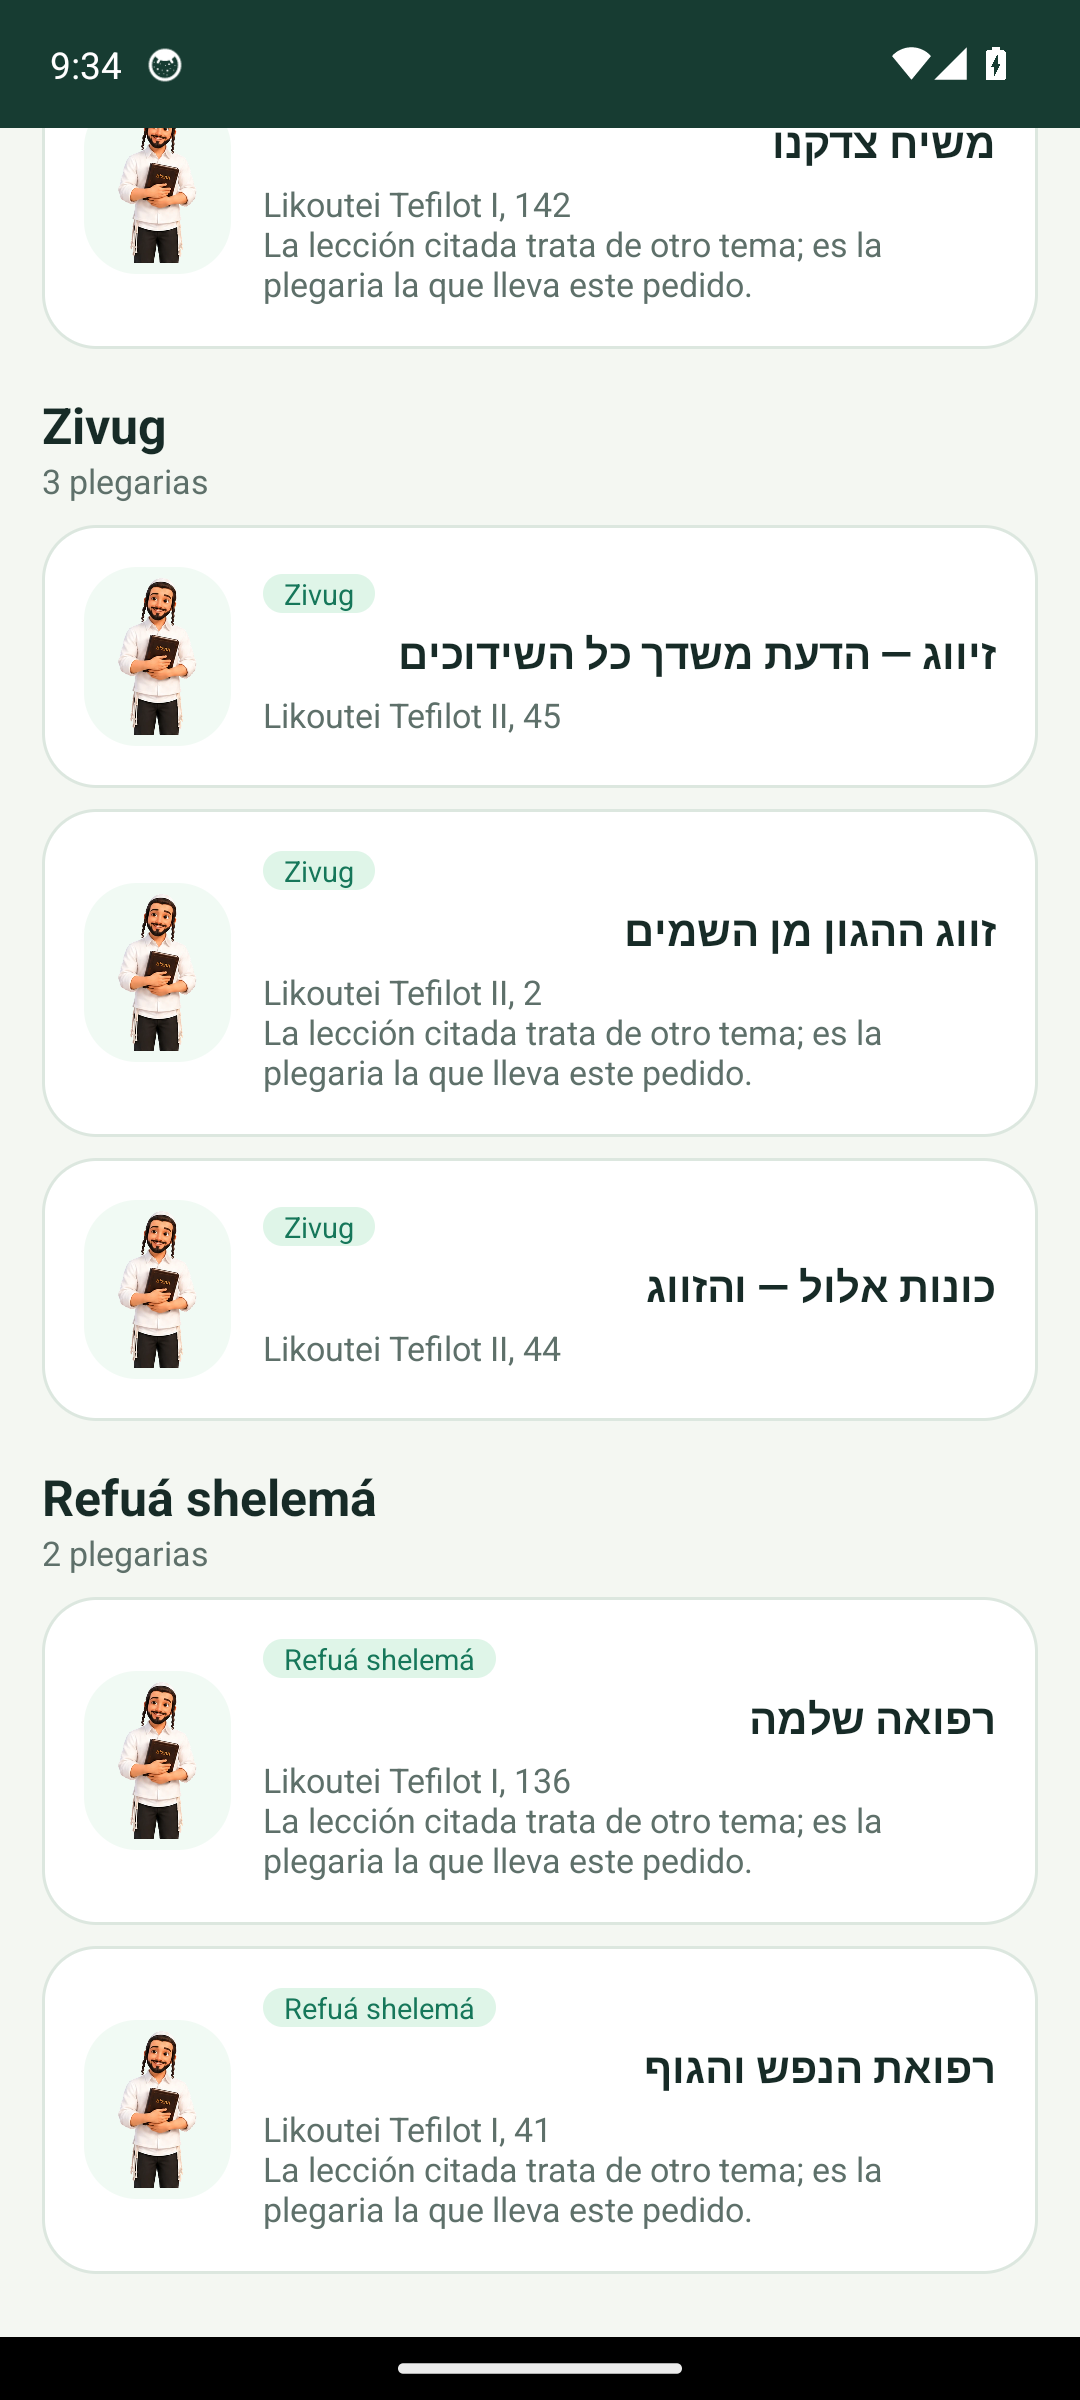 9:34
משיח צדקנו
Likoutei Tefilot I, 142
La lección citada trata de otro tema; es la
plegaria la que lleva este pedido.
Zivug
3 plegarias
Zivug
זיווג – הדעת משדך כל השידוכים
Likoutei Tefilot II, 45
Zivug
זווג ההגון מן השמים
Likoutei Tefilot II, 2
La lección citada trata de otro tema; es la
plegaria la que lleva este pedido.
Zivug
כונות אלול – והזווג
Likoutei Tefilot II, 44
Refuá shelemá
2 plegarias
Refuá shelemá
רפואה שלמה
Likoutei Tefilot I, 136
La lección citada trata de otro tema; es la
plegaria la que lleva este pedido.
Refuá shelemá
רפואת הנפש והגוף
Likoutei Tefilot I, 41
La lección citada trata de otro tema; es la
plegaria la que lleva este pedido.